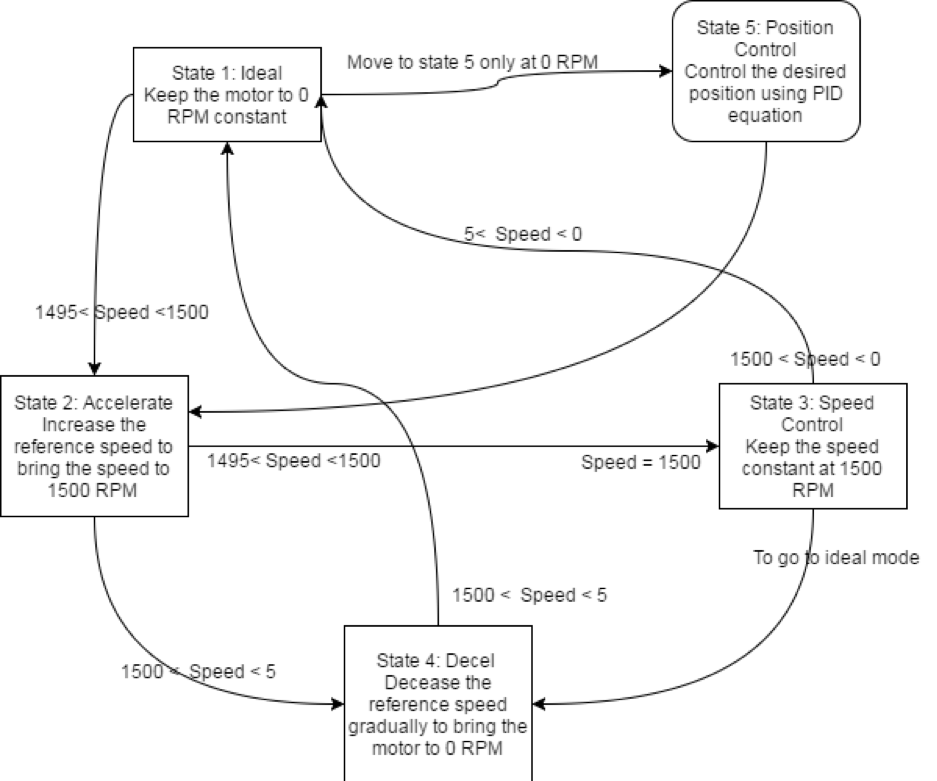 State 5: Position
Control
Control the desired
position using PID
equation
Move to state 5 only at 0 RPM
State 1: Ideal
Keep the motor to 0
RPM constant
5< Speed < 0
1495< Speed <1500
1500 < Speed < 0
State 2: Accelerate
Increase the
reference speed to
bring the speed to
1500 RPM
State 3: Speed
Control
Keep the speed
constant at 1500
RPM
1495< Speed <1500
Speed = 1500
To go to ideal mode
1500 < Speed < 5
1500 < Speed < 5
State 4: Decel
Decease the
reference speed
gradually to bring the
motor to 0 RPM